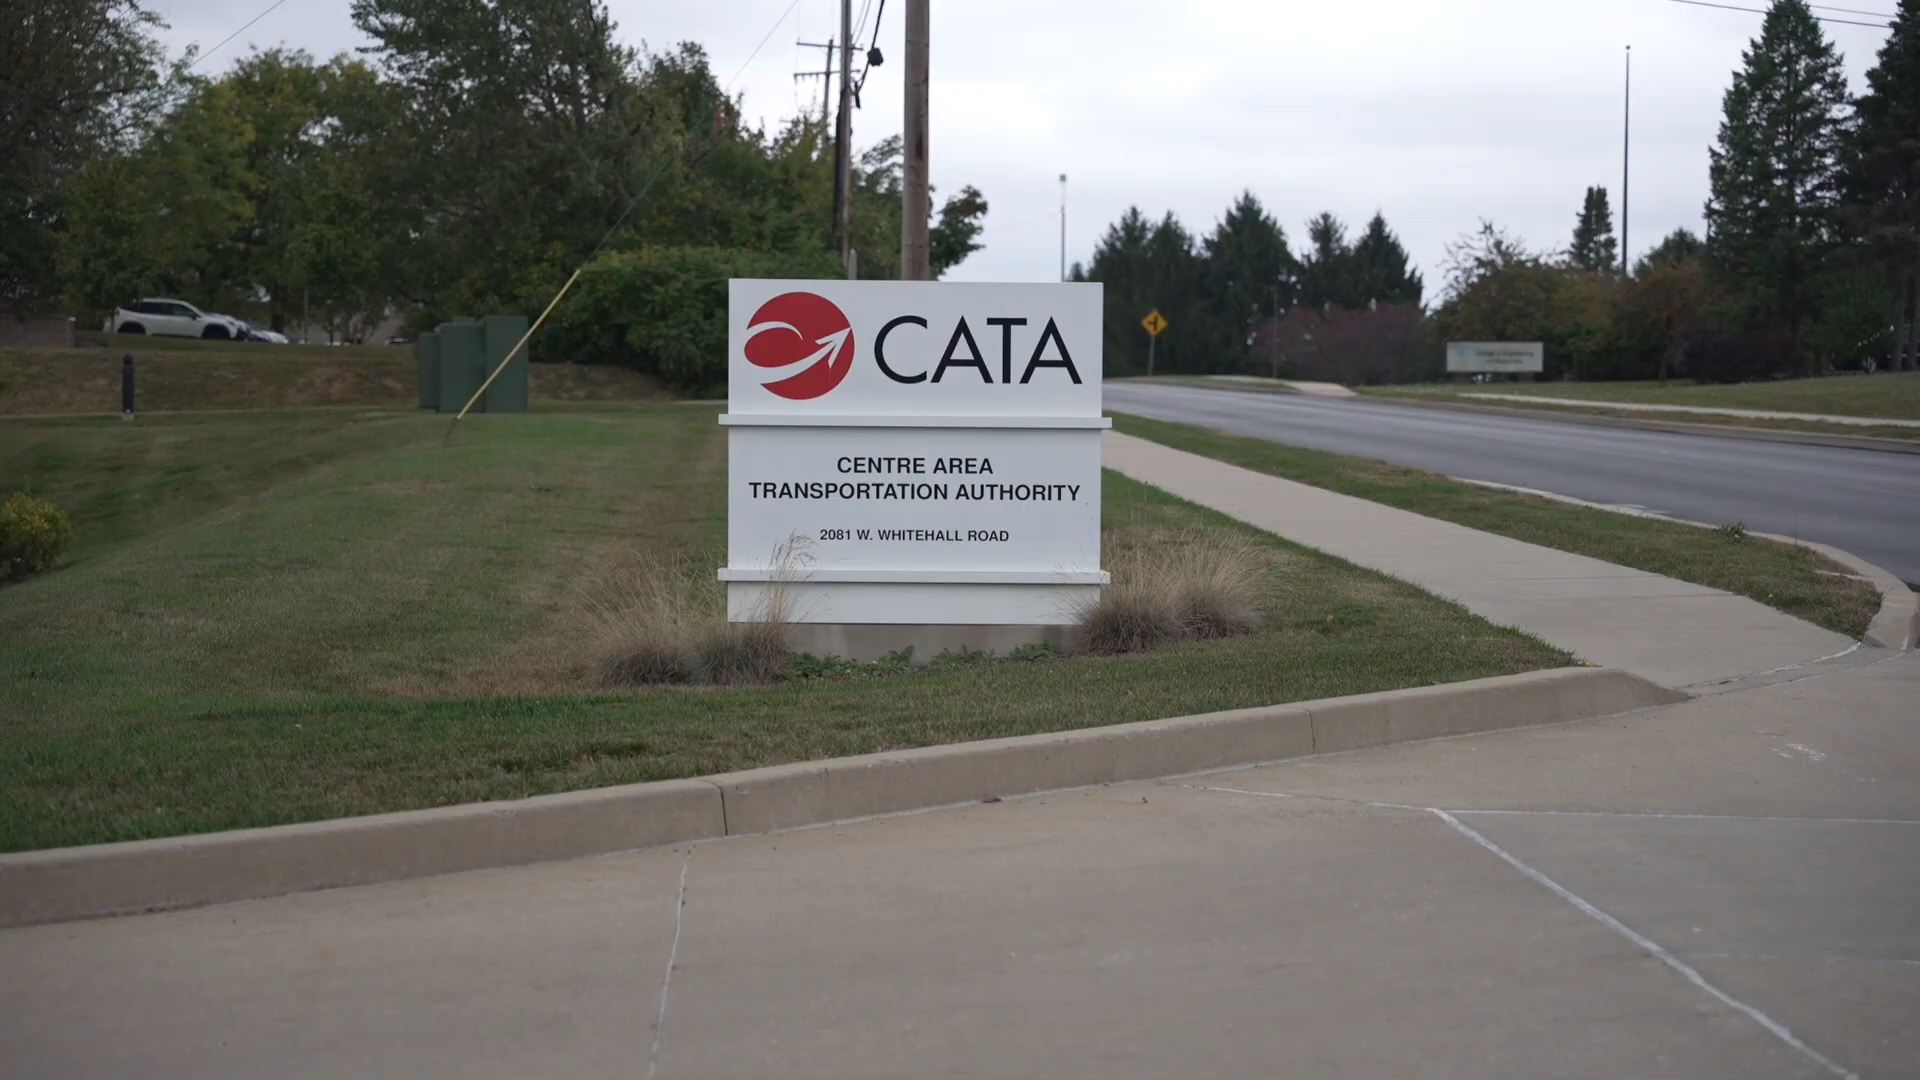 CATA
CENTRE AREA
TRANSPORTATION AUTHORITY
2081 W. WHITEHALL ROAD